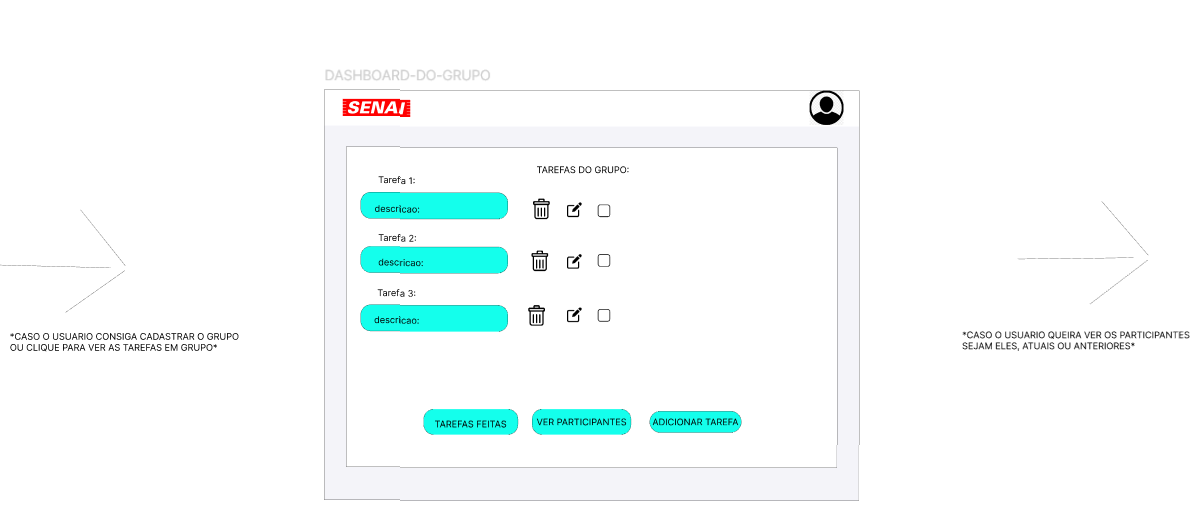 DASHBOARD-DO-GRUPO
SENAI
TAREFAS DO GRUPO:
Tarefa 1:
descricao:
Tarefa 2:
descricao:
Tarefa 3:
descricao:
*CASO O USUARIO CONSIGA CADASTRAR O GRUPO
OU CLIQUE PARA VER AS TAREFAS EM GRUPO*
*CASO O USUARIO QUEIRA VER OS PARTICIPANTES
SEJAM ELES, ATUAIS OU ANTERIORES*
TAREFAS FEITAS
VER PARTICIPANTES
ADICIONAR TAREFA